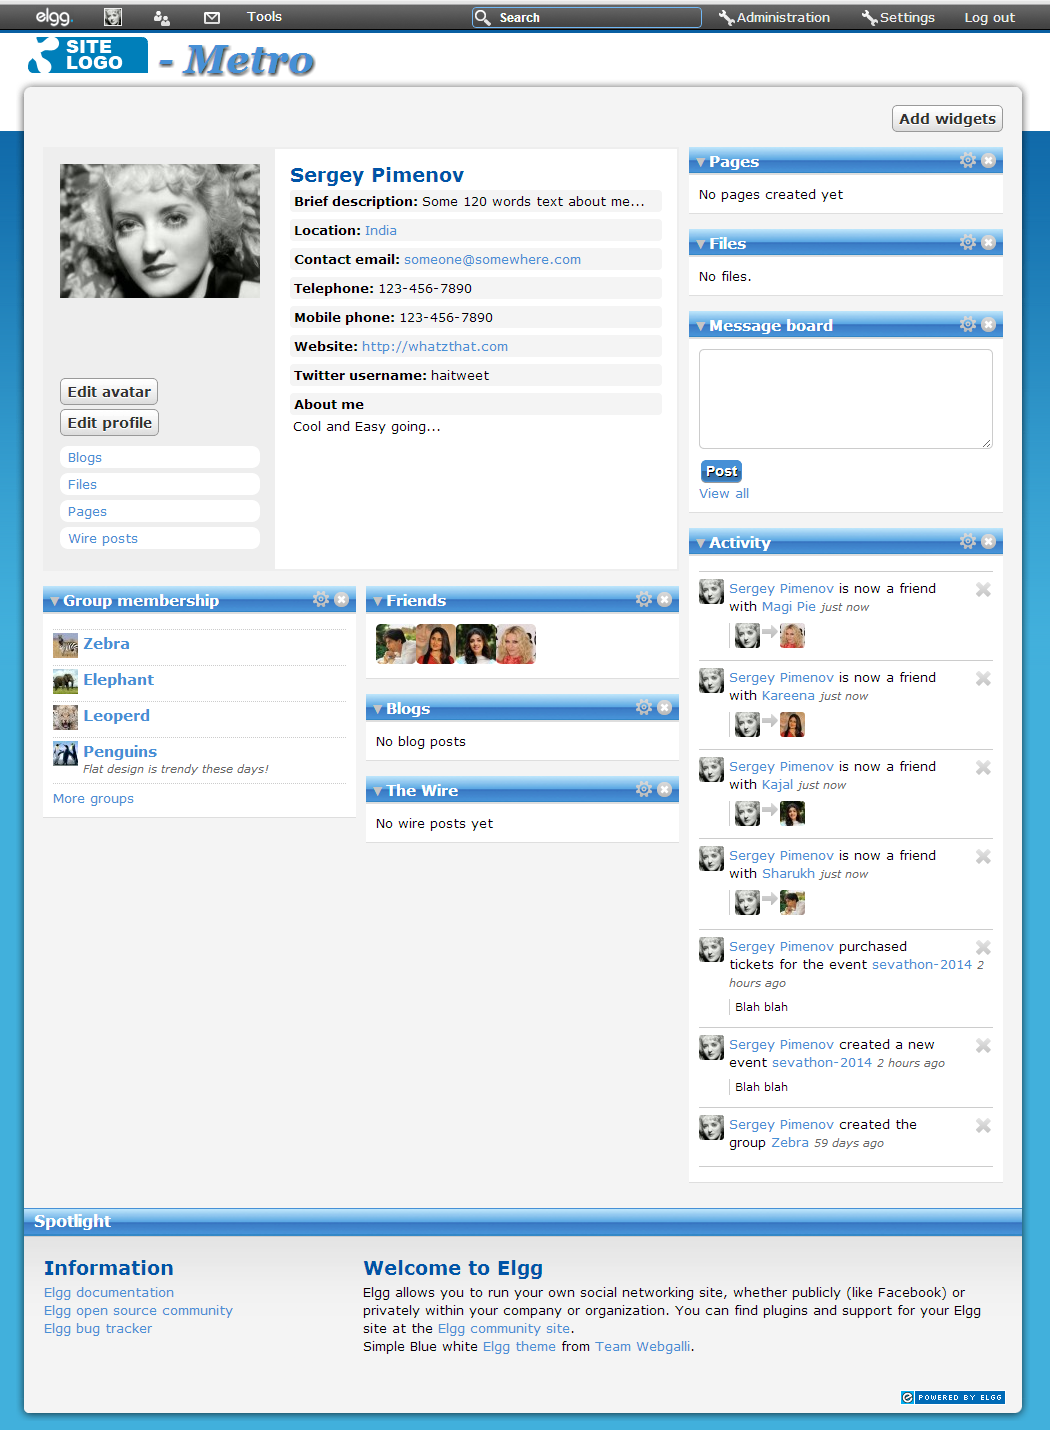 elgg.
Tools
Search
Administration
Settings
Log out
SITE
LOGO
- Metro
Add widgets
Sergey Pimenov
Brief description: Some 120 words text about me...
Location: India
Contact email: someone@somewhere.com
Telephone: 123-456-7890
Mobile phone: 123-456-7890
Website: http://whatzthat.com
Twitter username: haitweet
About me
Cool and Easy going...
Edit avatar
Edit profile
Blogs
Files
Pages
Wire posts
Group membership
Zebra
Elephant
Leoperd
Penguins
Flat design is trendy these days!
More groups
Friends
Blogs
No blog posts
The Wire
No wire posts yet
Pages
No pages created yet
Files
No files.
Message board
Post
View all
Activity
Sergey Pimenov is now a friend
with Magi Pie just now
Sergey Pimenov is now a friend
with Kareena just now
Sergey Pimenov is now a friend
with Kajal just now
Sergey Pimenov is now a friend
with Sharukh just now
Sergey Pimenov purchased
tickets for the event sevathon-2014 2
hours ago
Blah blah
Sergey Pimenov created a new
event sevathon-2014 2 hours ago
Blah blah
Sergey Pimenov created the
group Zebra 59 days ago
Spotlight
Information
Elgg documentation
Elgg open source community
Elgg bug tracker
Welcome to Elgg
Elgg allows you to run your own social networking site, whether publicly (like Facebook) or
privately within your company or organization. You can find plugins and support for your Elgg
site at the Elgg community site.
Simple Blue white Elgg theme from Team Webgalli.
POWERED BY ELGG